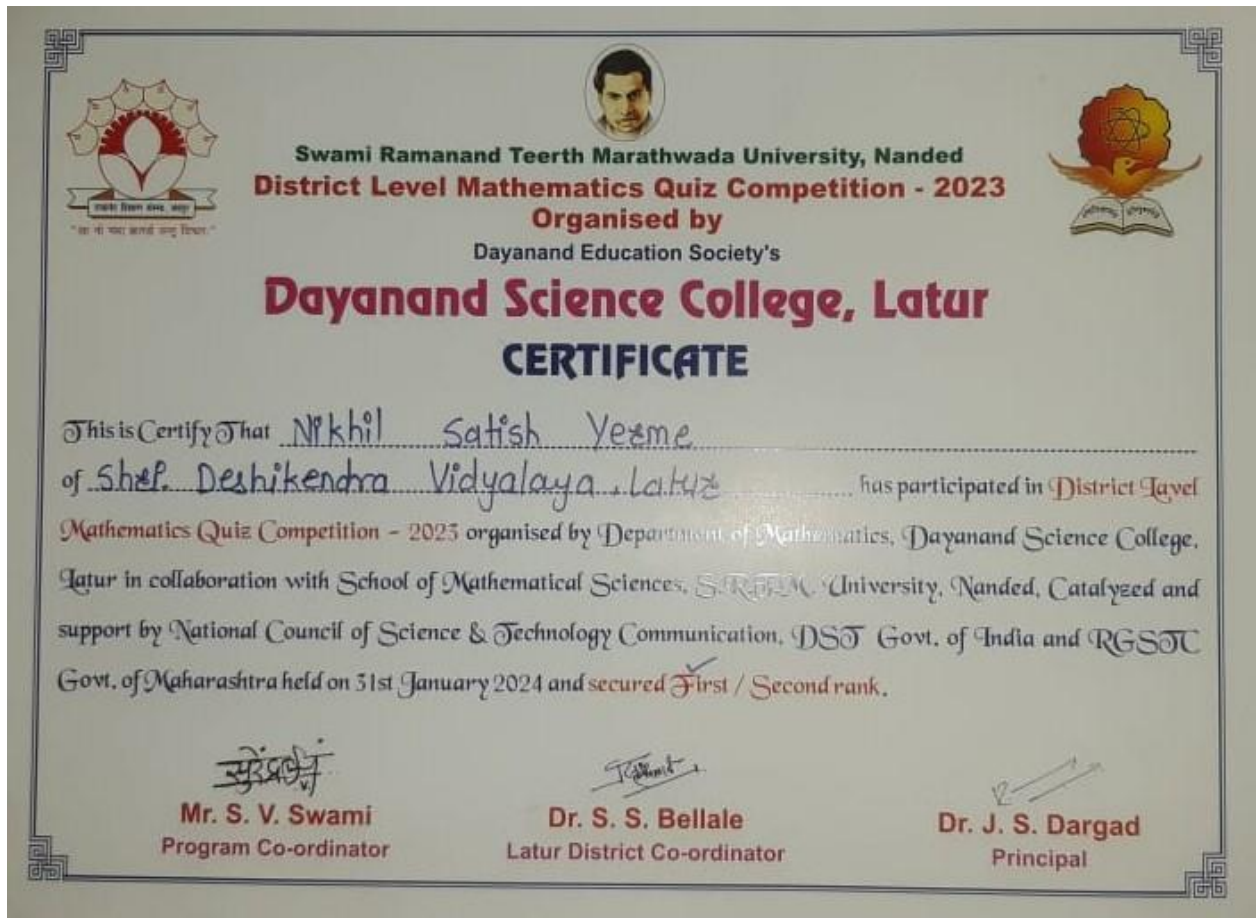 Swami Ramanand Teerth Marathwada University, Nanded
District Level Mathematics Quiz Competition - 2023
Organised by
Dayanand Education Society's
Dayanand Science College, Latur
CERTIFICATE
This is Certify That Nikhil Satish Yerme
of Shri. Deshikendra Vidyalaya, Latur has participated in District Lavel
Mathematics Quiz Competition - 2023 organised by Department of Mathematics, Dayanand Science College,
Latur in collaboration with School of Mathematical Sciences, S.R.T.M. University, Nanded, Catalyzed and
support by National Council of Science & Technology Communication, DST Govt. of India and RGSTC
Govt. of Maharashtra held on 31st January 2024 and secured First / Second rank.
Mr. S. V. Swami
Program Co-ordinator
Dr. S. S. Bellale
Latur District Co-ordinator
Dr. J. S. Dargad
Principal